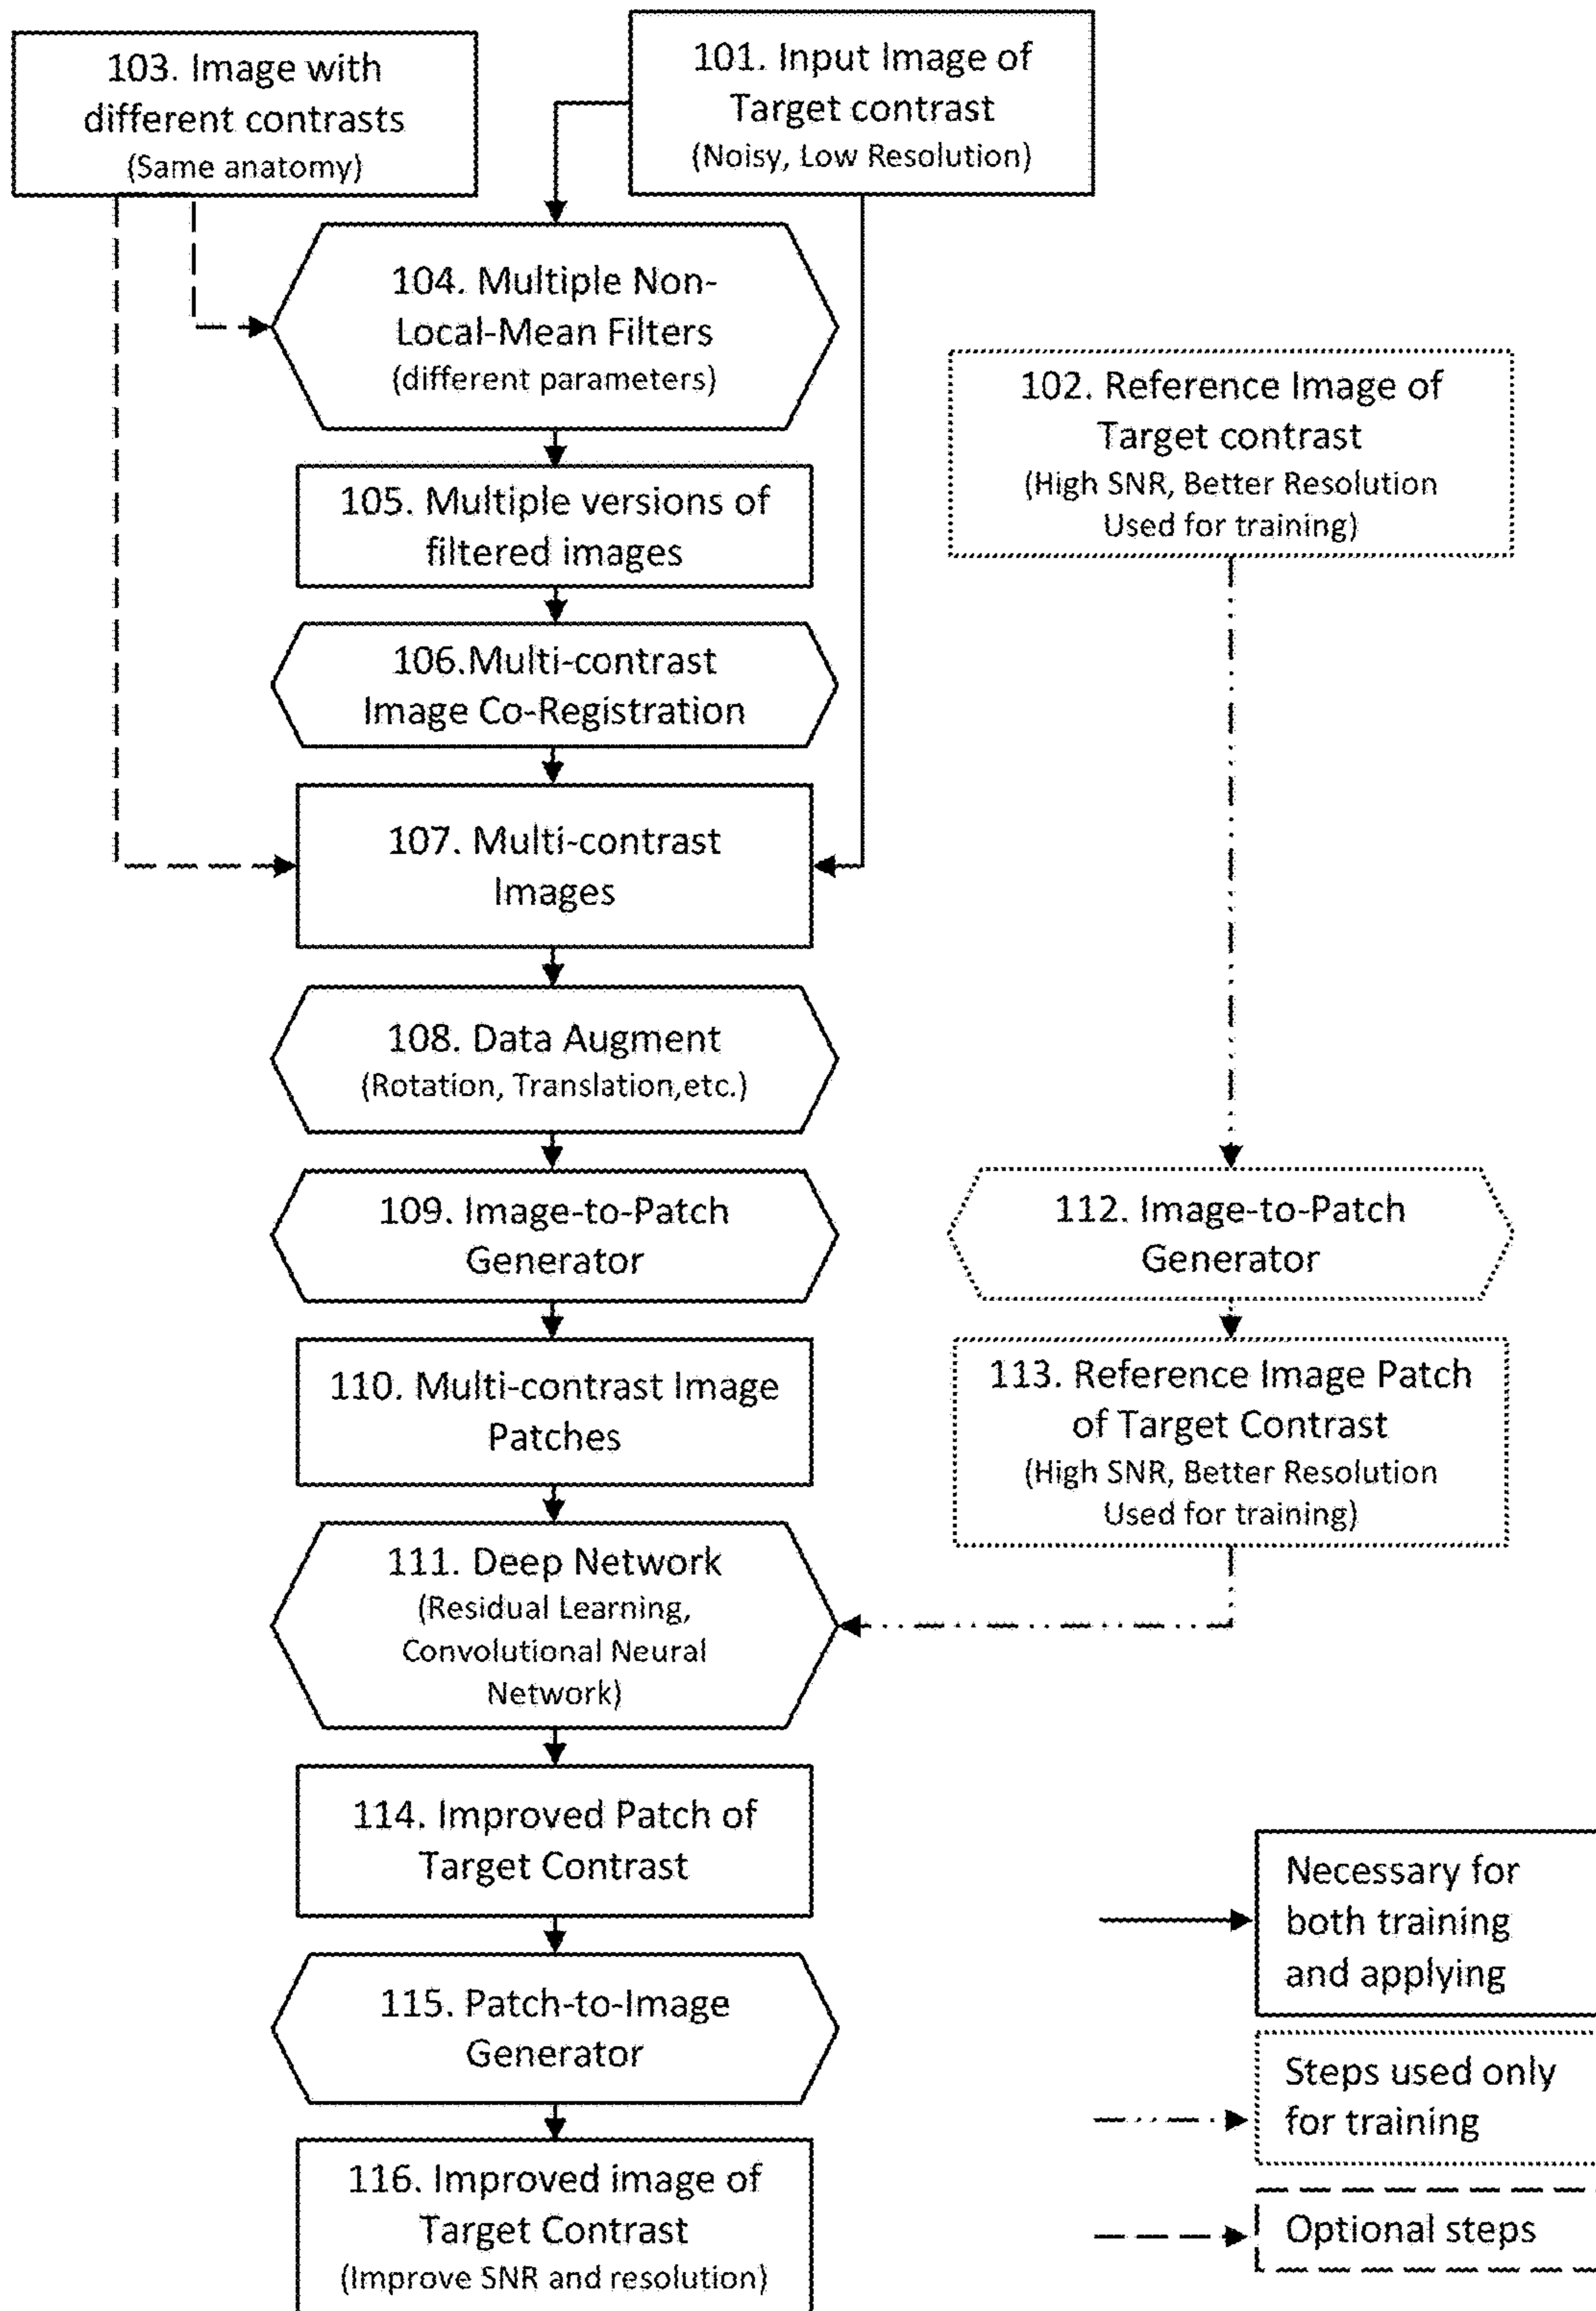 103. Image with
different contrasts
(Same anatomy)
101. Input Image of
Target contrast
(Noisy, Low Resolution)
104. Multiple Non-
Local-Mean Filters
(different parameters)
102. Reference Image of
Target contrast
(High SNR, Better Resolution
Used for training)
105. Multiple versions of
filtered images
106.Multi-contrast
Image Co-Registration
107. Multi-contrast
Images
108. Data Augment
(Rotation, Translation,etc.)
109. Image-to-Patch
Generator
112. Image-to-Patch
Generator
110. Multi-contrast Image
Patches
113. Reference Image Patch
of Target Contrast
(High SNR, Better Resolution
Used for training)
111. Deep Network
(Residual Learning,
Convolutional Neural
Network)
114. Improved Patch of
Target Contrast
115. Patch-to-Image
Generator
116. Improved image of
Target Contrast
(Improve SNR and resolution)
Necessary for
both training
and applying
Steps used only
for training
Optional steps